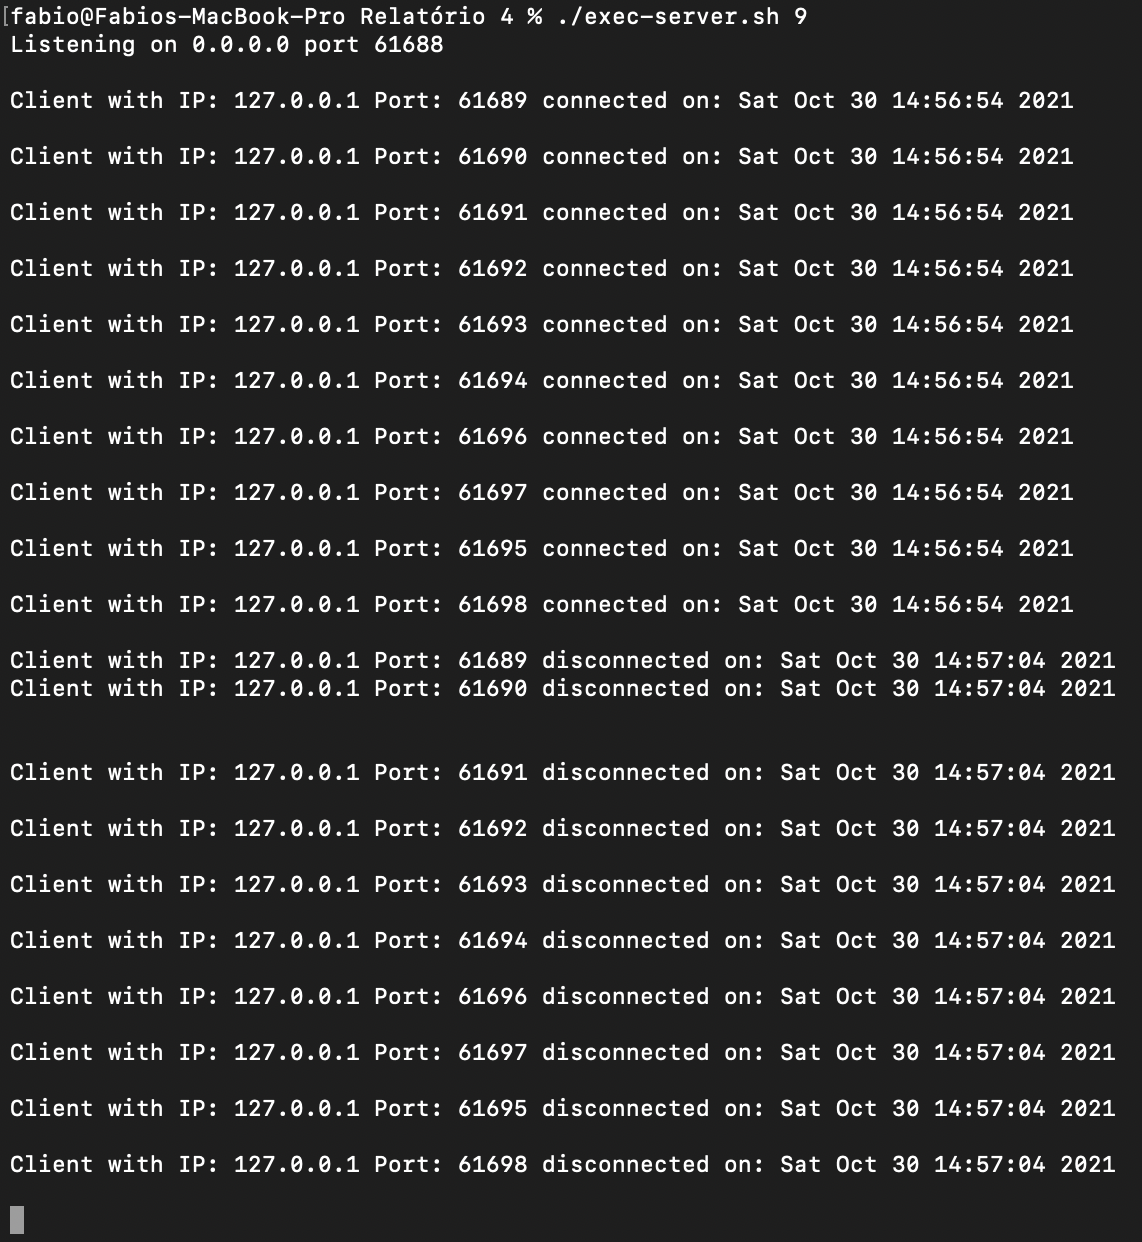 [fabio@Fabios-MacBook-Pro Relatório 4 % ./exec-server.sh 9
Listening on 0.0.0.0 port 61688
Client with IP: 127.0.0.1 Port: 61689 connected on: Sat Oct 30 14:56:54 2021
Client with IP: 127.0.0.1 Port: 61690 connected on: Sat Oct 30 14:56:54 2021
Client with IP: 127.0.0.1 Port: 61691 connected on: Sat Oct 30 14:56:54 2021
Client with IP: 127.0.0.1 Port: 61692 connected on: Sat Oct 30 14:56:54 2021
Client with IP: 127.0.0.1 Port: 61693 connected on: Sat Oct 30 14:56:54 2021
Client with IP: 127.0.0.1 Port: 61694 connected on: Sat Oct 30 14:56:54 2021
Client with IP: 127.0.0.1 Port: 61696 connected on: Sat Oct 30 14:56:54 2021
Client with IP: 127.0.0.1 Port: 61697 connected on: Sat Oct 30 14:56:54 2021
Client with IP: 127.0.0.1 Port: 61695 connected on: Sat Oct 30 14:56:54 2021
Client with IP: 127.0.0.1 Port: 61698 connected on: Sat Oct 30 14:56:54 2021
Client with IP: 127.0.0.1 Port: 61689 disconnected on: Sat Oct 30 14:57:04 2021
Client with IP: 127.0.0.1 Port: 61690 disconnected on: Sat Oct 30 14:57:04 2021
Client with IP: 127.0.0.1 Port: 61691 disconnected on: Sat Oct 30 14:57:04 2021
Client with IP: 127.0.0.1 Port: 61692 disconnected on: Sat Oct 30 14:57:04 2021
Client with IP: 127.0.0.1 Port: 61693 disconnected on: Sat Oct 30 14:57:04 2021
Client with IP: 127.0.0.1 Port: 61694 disconnected on: Sat Oct 30 14:57:04 2021
Client with IP: 127.0.0.1 Port: 61696 disconnected on: Sat Oct 30 14:57:04 2021
Client with IP: 127.0.0.1 Port: 61697 disconnected on: Sat Oct 30 14:57:04 2021
Client with IP: 127.0.0.1 Port: 61695 disconnected on: Sat Oct 30 14:57:04 2021
Client with IP: 127.0.0.1 Port: 61698 disconnected on: Sat Oct 30 14:57:04 2021